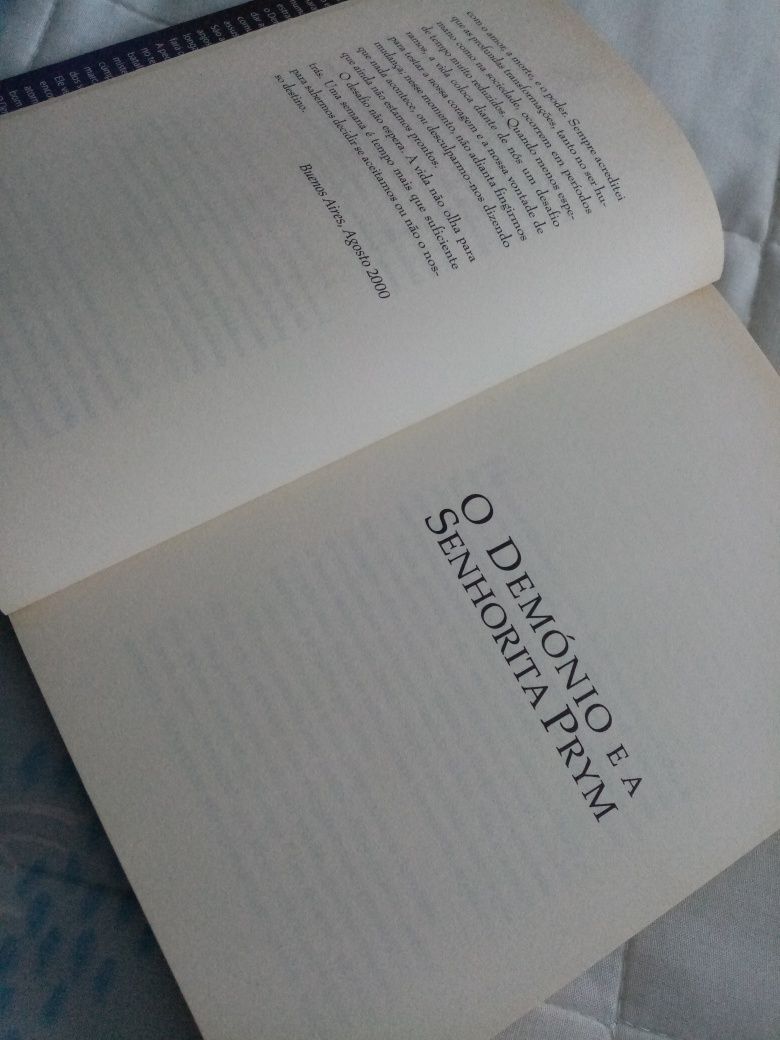 com o amor, a morte, e o poder. Sempre acreditei
que as profundas transformações, tanto no ser hu-
mano como na sociedade, ocorrem em períodos
de tempo muito reduzidos. Quando menos espe-
ramos, a vida coloca diante de nós um desafio
para testar a nossa coragem e a nossa vontade de
mudança; nesse momento, não adianta fingirmos
que nada acontece, ou desculparmo-nos dizendo
que ainda não estamos prontos.
O desafio não espera. A vida não olha para
trás. Uma semana é tempo mais que suficiente
para sabermos decidir se aceitamos ou não o nos-
so destino.
Buenos Aires, Agosto 2000
O DEMÓNIO E A
SENHORITA PRYM